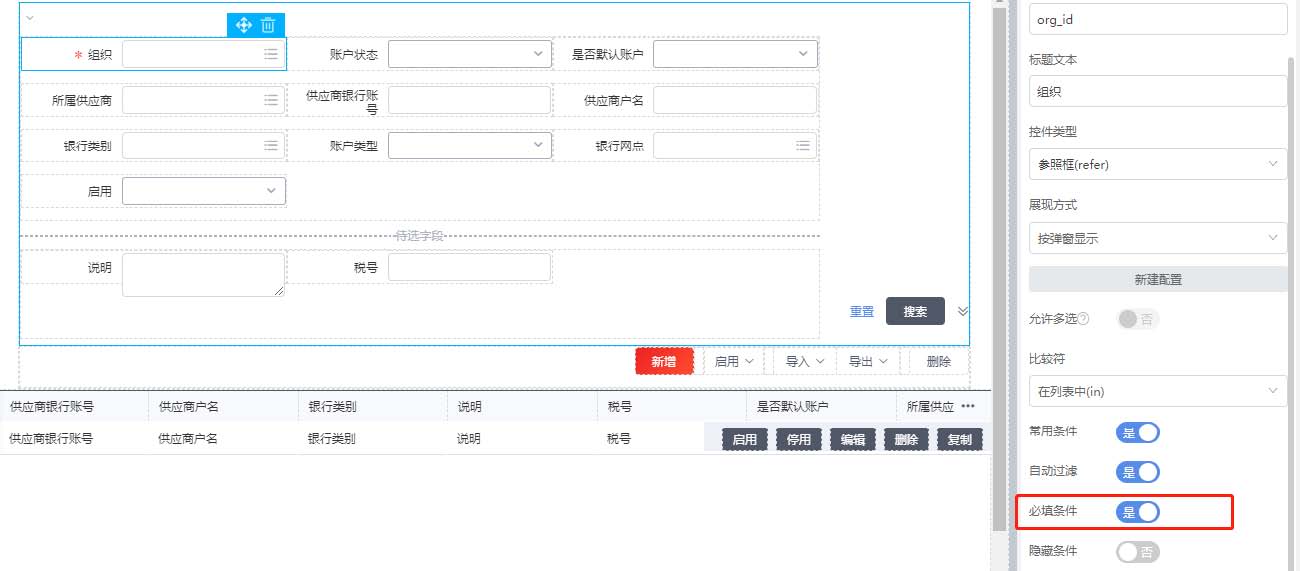 * 组织
账户状态
是否默认账户
所属供应商
供应商银行账
号
供应商户名
银行类别
账户类型
银行网点
启用
待选字段
说明
税号
重置
搜索
新增
启用
导入
导出
删除
供应商银行账号
供应商户名
银行类别
说明
税号
是否默认账户
所属供应 •••
供应商银行账号
供应商户名
银行类别
说明
税号
启用
停用
编辑
删除
复制
org_id
标题文本
组织
控件类型
参照框(refer)
展现方式
按弹窗显示
新建配置
允许多选? 否
比较符
在列表中(in)
常用条件 是
自动过滤 是
必填条件 是
隐藏条件 否